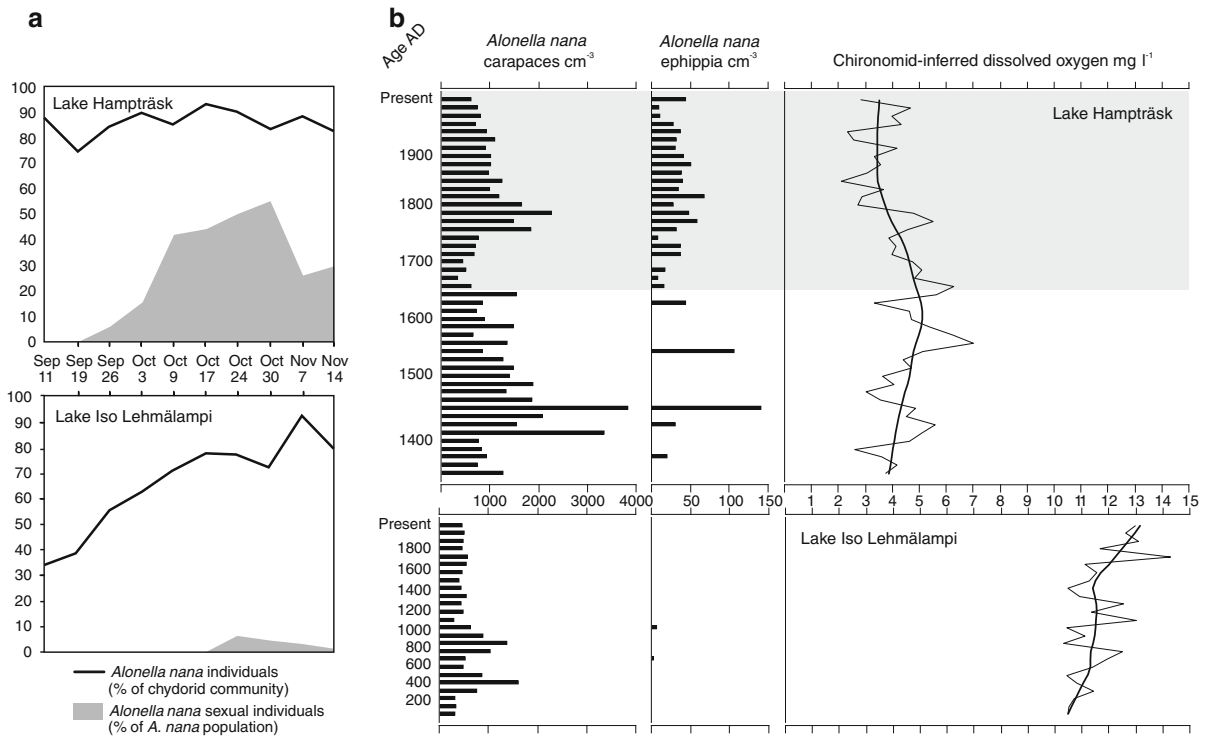 a
Lake Hampträsk
100
90
80
70
60
50
40
30
20
10
0
Sep Sep Sep Oct Oct Oct Oct Oct Nov Nov
11 19 26 3 9 17 24 30 7 14
Lake Iso Lehmälampi
100
90
80
70
60
50
40
30
20
10
0
Alonella nana individuals
(% of chydorid community)
Alonella nana sexual individuals
(% of A. nana population)
b
Age AD
Alonella nana
carapaces cm-3
Alonella nana
ephippia cm-3
Chironomid-inferred dissolved oxygen mg l-1
Lake Hampträsk
Present
1900
1800
1700
1600
1500
1400
1000 2000 3000 4000 0 50 100 150 1 2 3 4 5 6 7 8 9 10 11 12 13 14 15
Lake Iso Lehmälampi
Present
1800
1600
1400
1200
1000
800
600
400
200